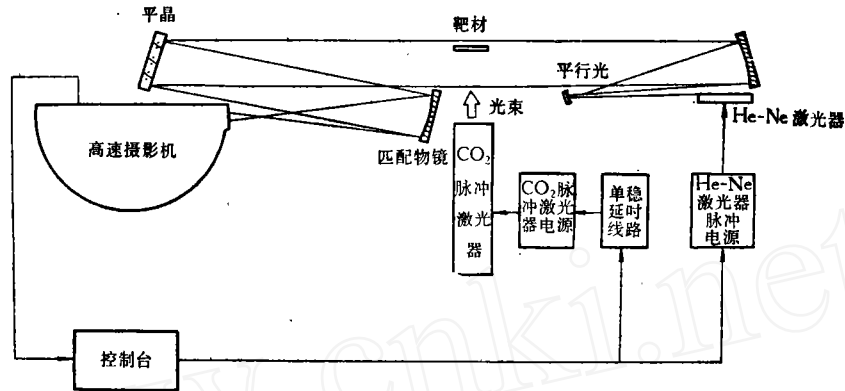 平晶
靶材
平行光
光束
He-Ne 激光器
高速摄影机
匹配物镜
CO₂
脉冲
激光
器
CO₂脉
冲激光
器电源
单稳
延时
线路
He-Ne
激光器
脉冲
电源
控制台
www.cnki.net